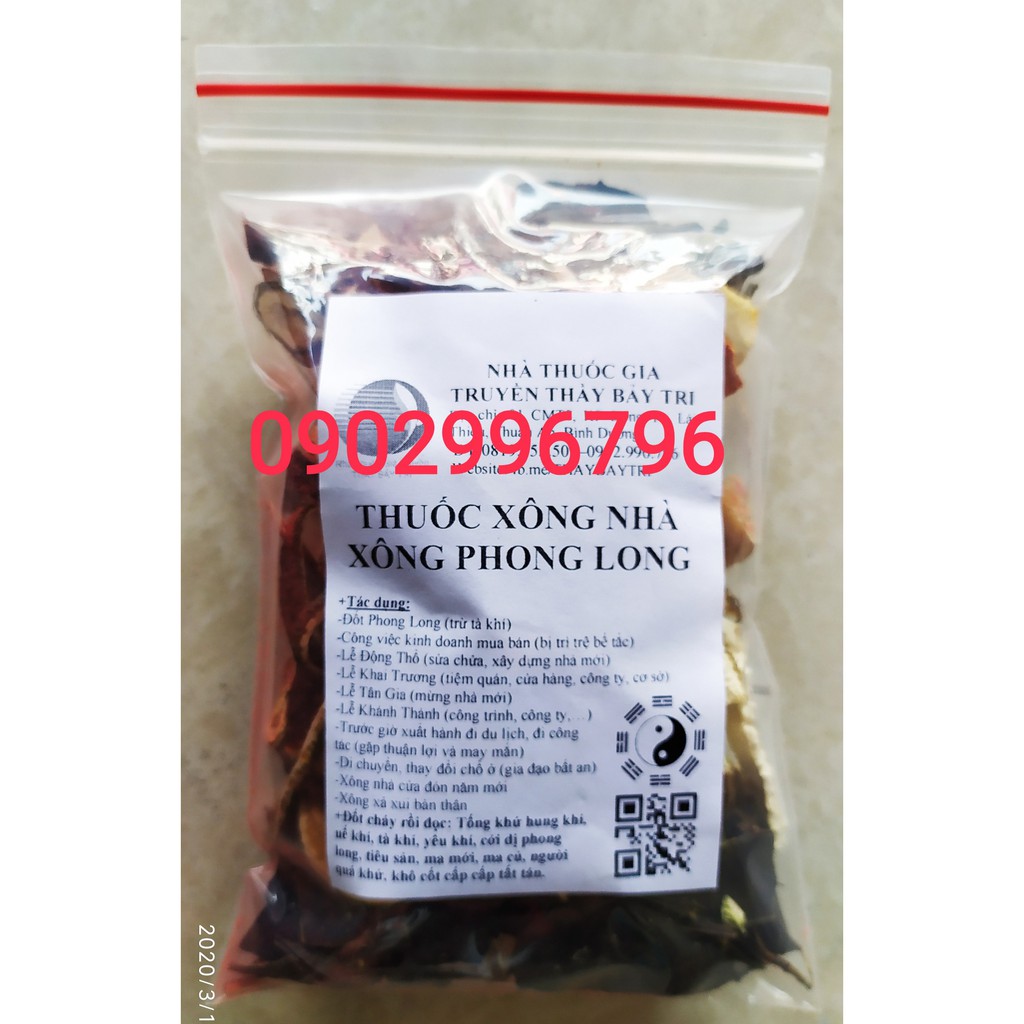 NHÀ THUỐC GIA
TRUYỀN THẦY BẢY TRI
0902996796
Bình Dương
THUỐC XÔNG NHÀ
XÔNG PHONG LONG
+Tác dụng:
-Đốt Phong Long (trừ tà khí)
-Công việc kinh doanh mua bán (bị trì trệ bế tắc)
-Lễ Động Thổ (sửa chửa, xây dựng nhà mới)
-Lễ Khai Trương (tiệm quán, cửa hàng, công ty, cơ sở)
-Lễ Tân Gia (mừng nhà mới)
-Lễ Khánh Thành (công trình, công ty, ...)
-Trước giờ xuất hành đi du lịch, đi công
tác (gặp thuận lợi và may mắn)
-Di chuyển, thay đổi chổ ở (gia đạo bất an)
-Xông nhà cửa đón năm mới
-Xông xả xui bản thân
+Đốt cháy rồi đọc: Tống khứ hung khí,
uế khí, tà khí, yêu khí, cởi dị phong
long, tiêu sán, ma mới, ma cũ, người
quá khứ, khô cốt cấp cấp tất tán.
2020/3/1